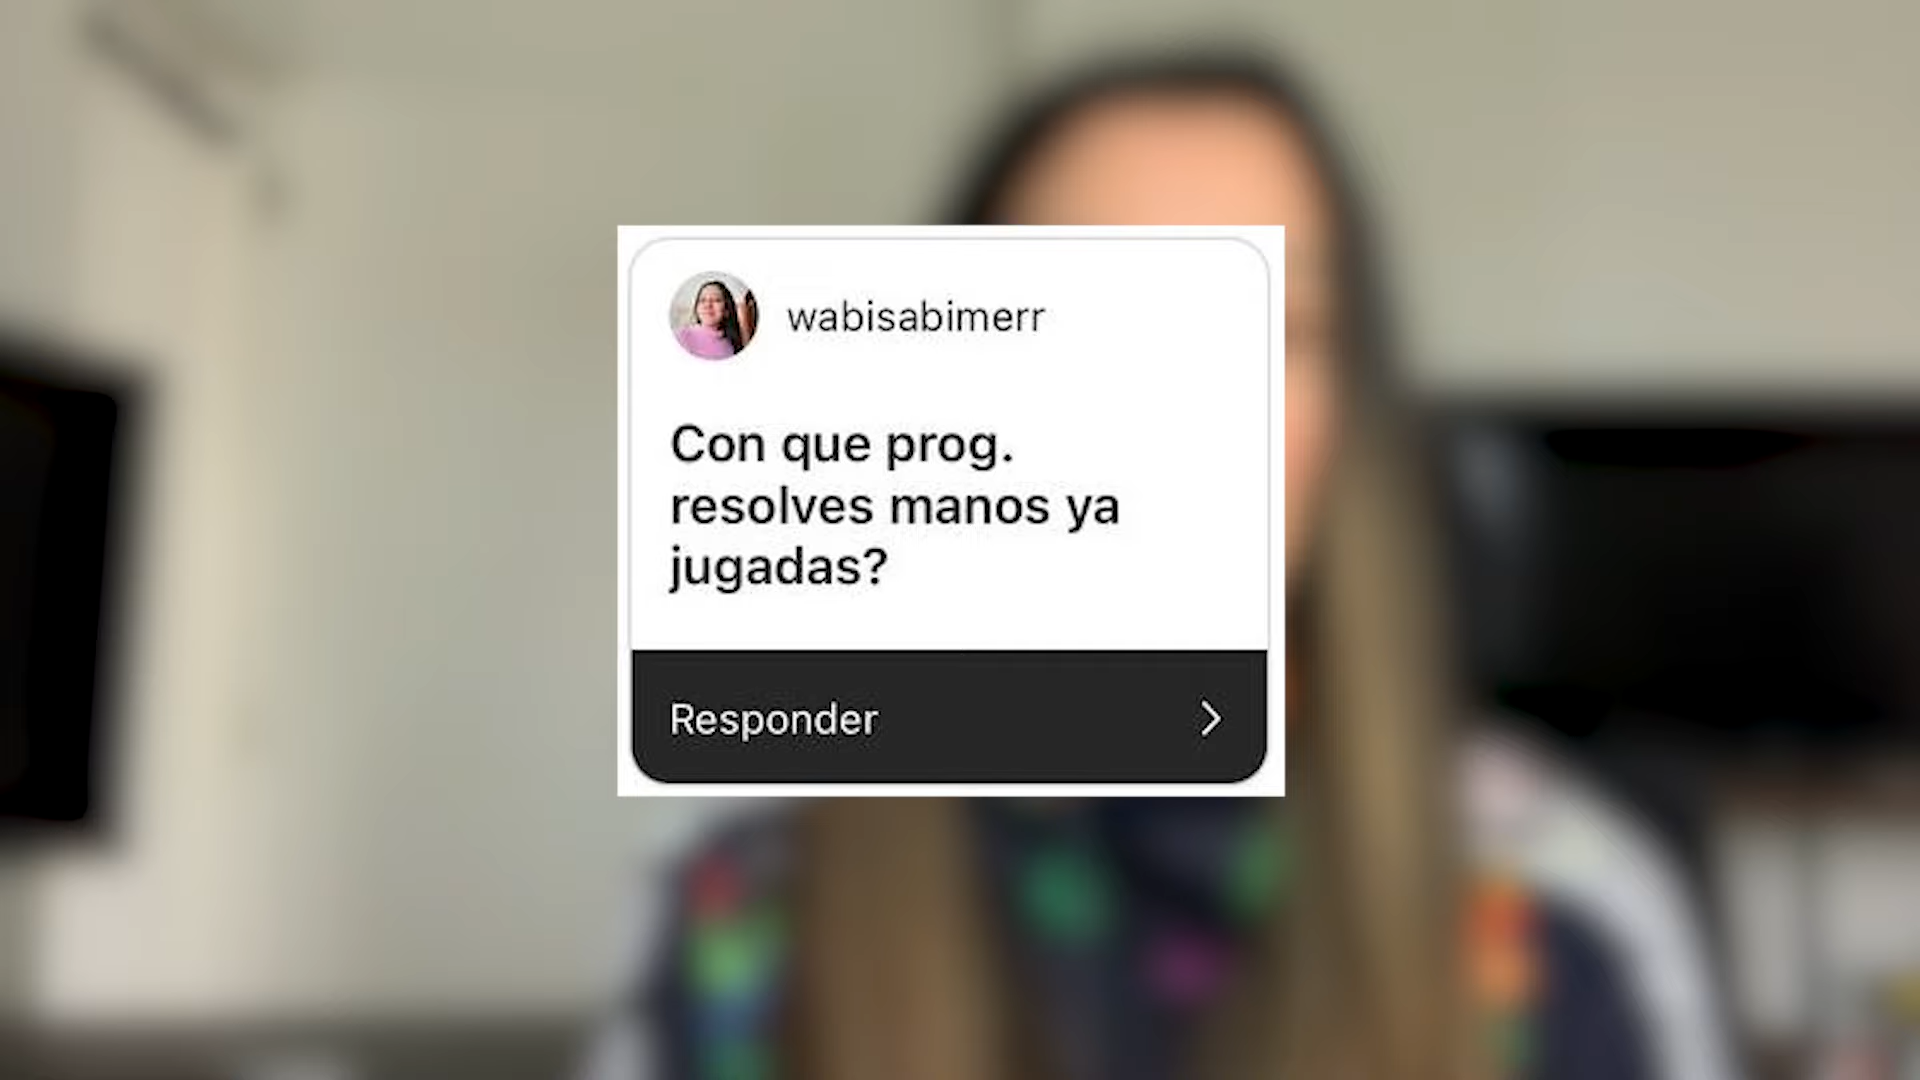 wabisabimerr
Con que prog.
resolves manos ya
jugadas?
Responder